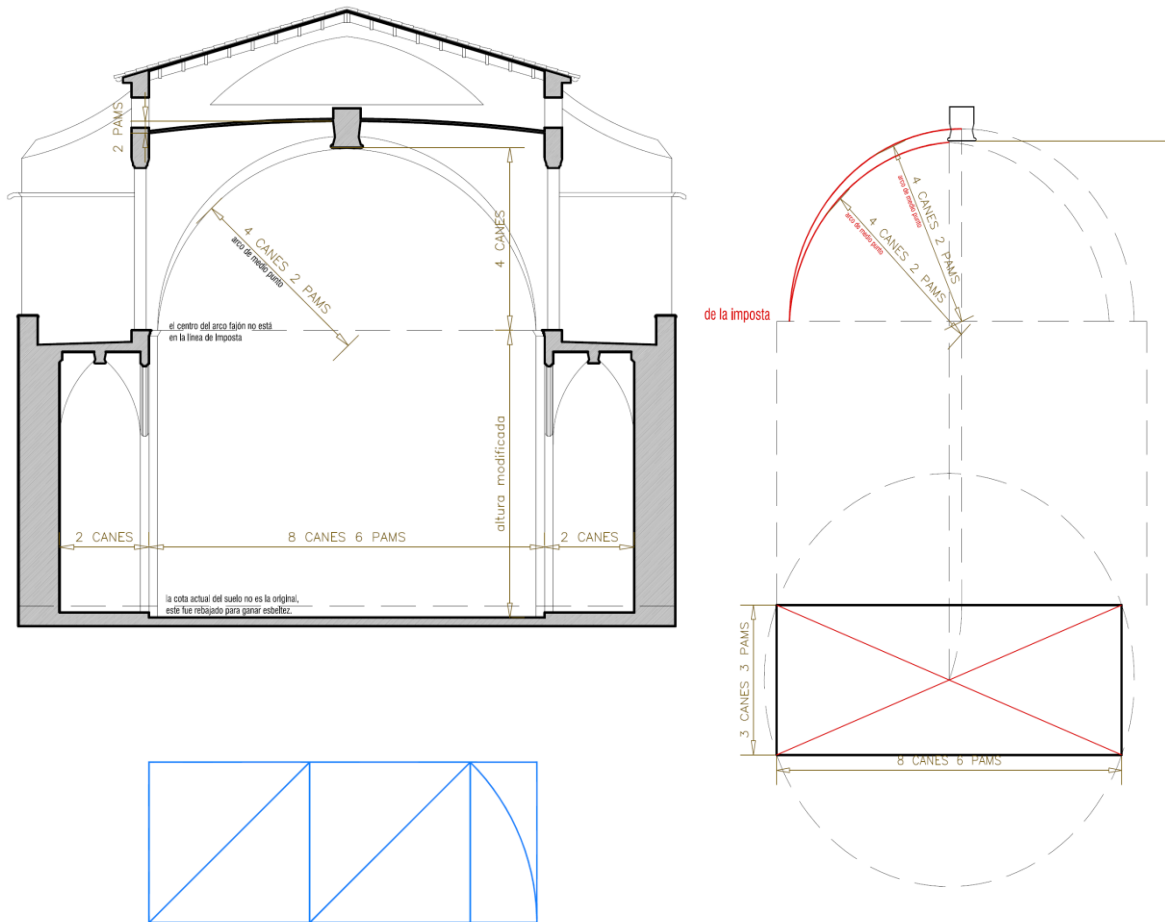 2 PAMS
4 CANES 2 PAMS
arco de medio punto
4 CANES
el centro del arco fajón no está
en la línea de Imposta
altura modificada
2 CANES
8 CANES 6 PAMS
2 CANES
la cota actual del suelo no es la original,
este fue rebajado para ganar esbeltez.
4 CANES 2 PAMS
arco de medio punto
4 CANES 2 PAMS
arco de medio punto
de la imposta
3 CANES 3 PAMS
8 CANES 6 PAMS